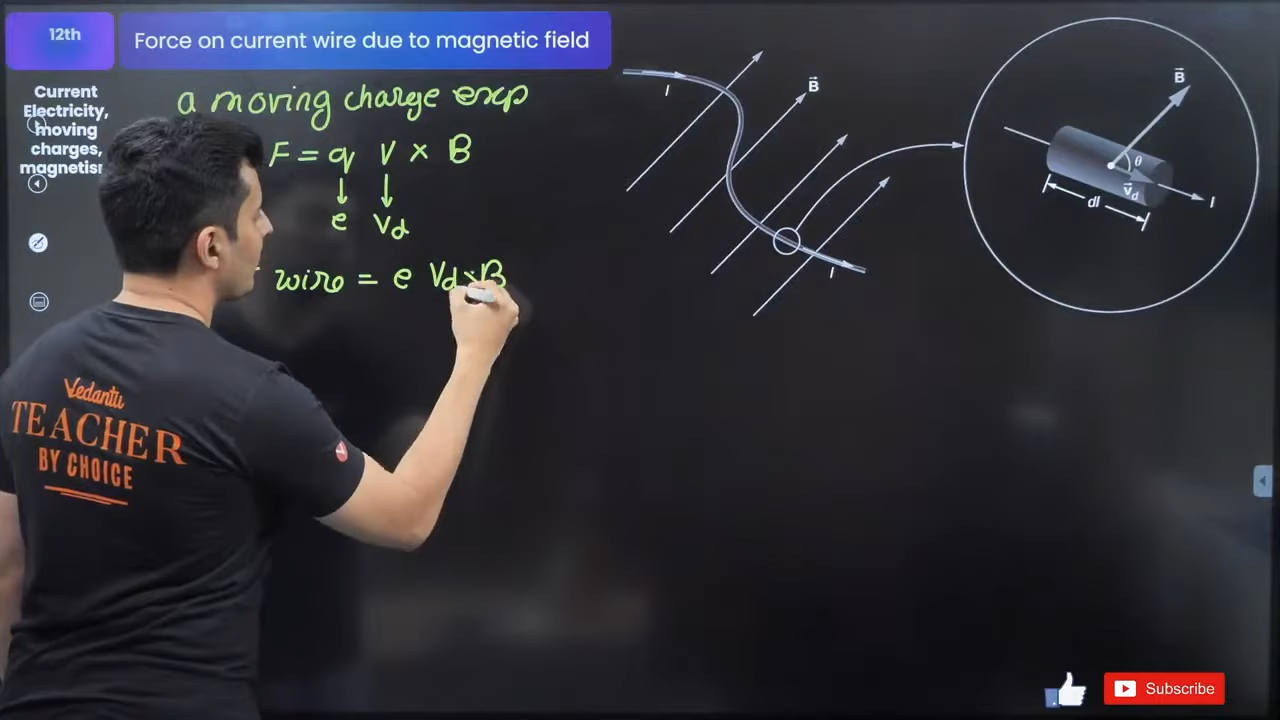 12th
Force on current wire due to magnetic field
Current
Electricity,
moving
charges,
a moving charge exp
F = q V × B
e Vd
wire = e Vd × B
I
B
I
B
θ
vd
dl
I
Vedantu
TEACHER
BY CHOICE
Subscribe